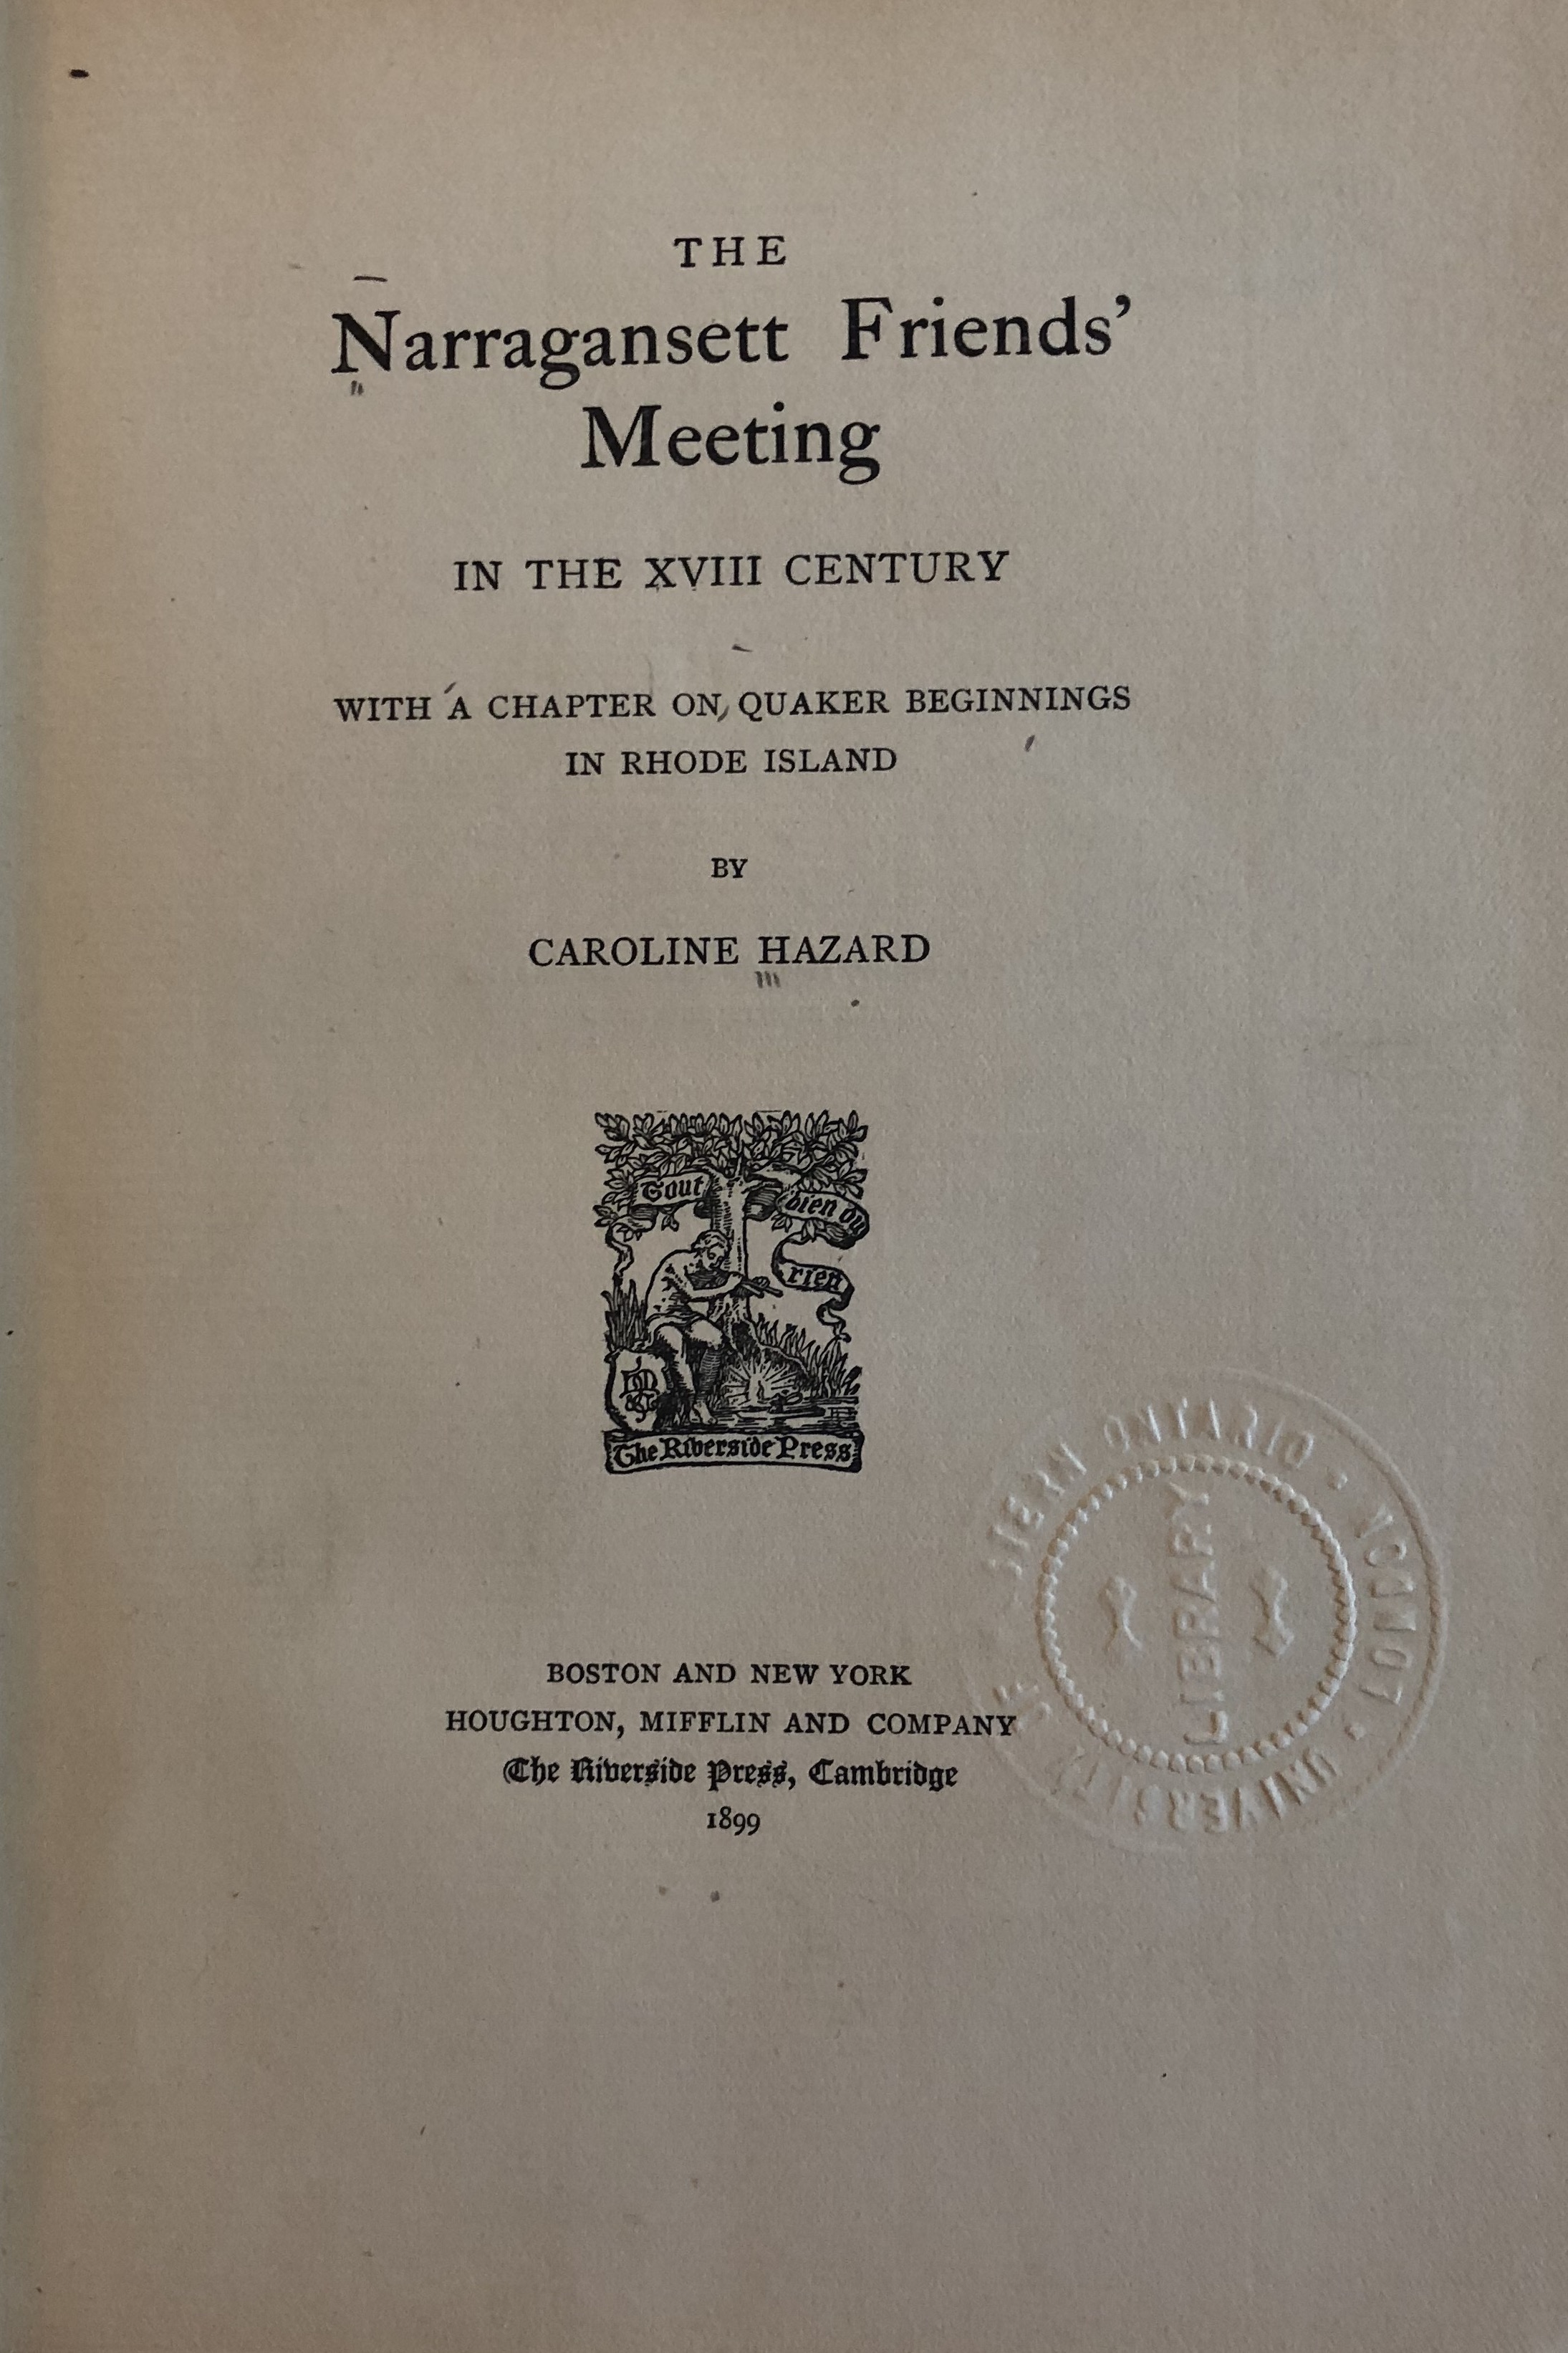 THE
Narragansett Friends'
Meeting
IN THE XVIII CENTURY
WITH A CHAPTER ON QUAKER BEGINNINGS
IN RHODE ISLAND
BY
CAROLINE HAZARD
Tout
bien ou
rien
The Riverside Press
BOSTON AND NEW YORK
HOUGHTON, MIFFLIN AND COMPANY
The Riverside Press, Cambridge
1899
UNIVERSITY ONTARIO • LONDON •
LIBRARY